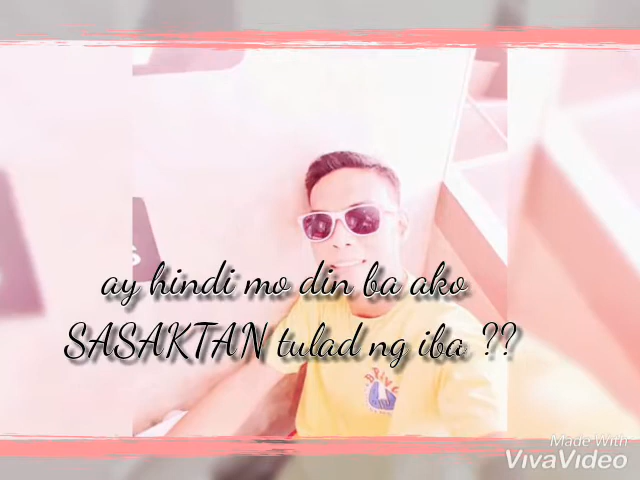 ay hindi mo din ba ako
SASAKTAN tulad ng iba ??
Made With
VivaVideo